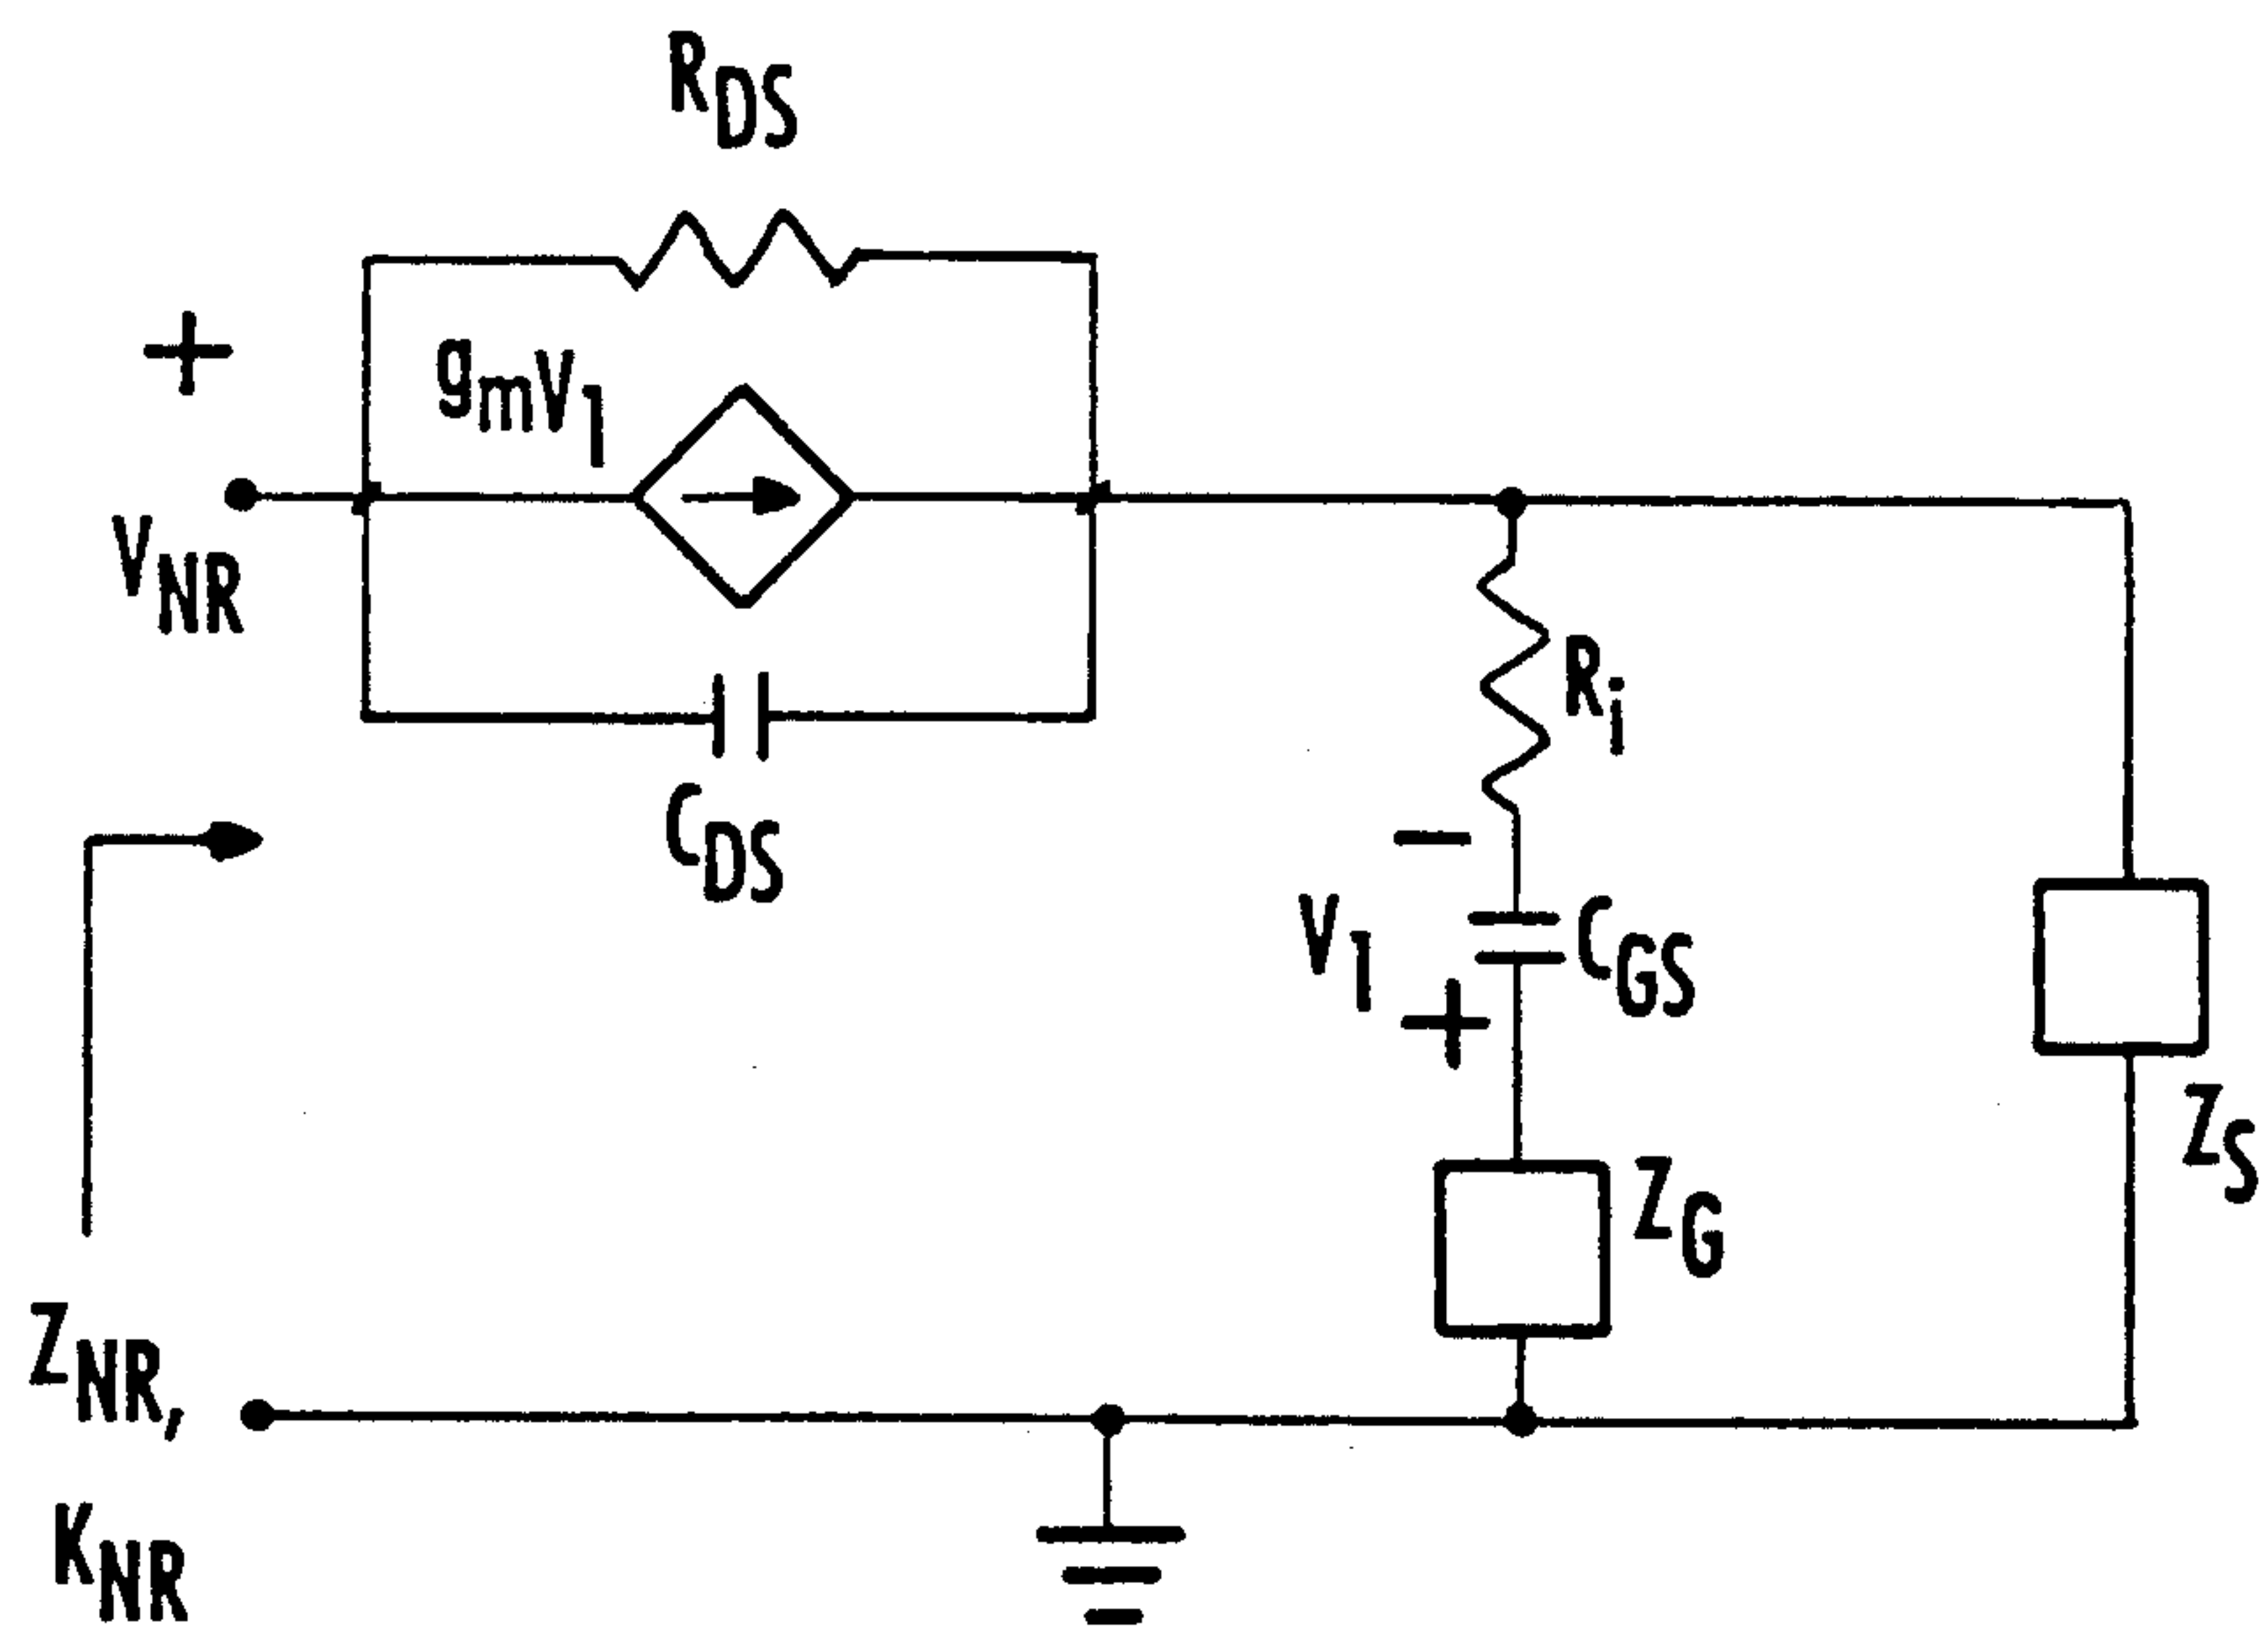 RDS
+
gmV1
VNR
Ri
CDS
−
V1
CGS
+
ZS
ZG
ZNR,
KNR